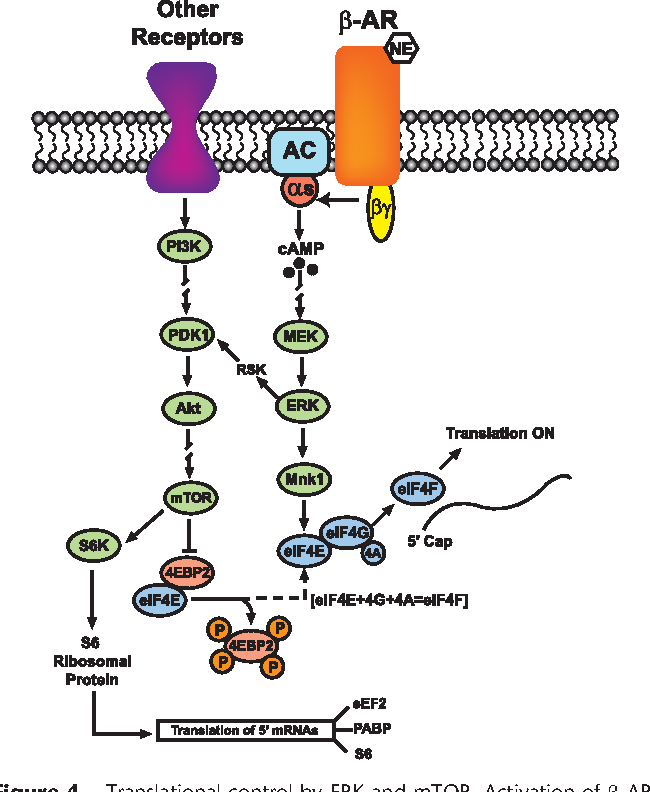 Other
Receptors
β-AR
NE
AC
αs
βγ
PI3K
cAMP
PDK1
MEK
RSK
Akt
ERK
Translation ON
Mnk1
eIF4F
mTOR
eIF4G
5' Cap
S6K
eIF4E
4A
4EBP2
eIF4E
[eIF4E+4G+4A=eIF4F]
P
P
4EBP2
P
P
S6
Ribosomal
Protein
eEF2
Translation of 5' mRNAs
PABP
S6
Figure 4. Translational control by ERK and mTOR. Activation of β-AR